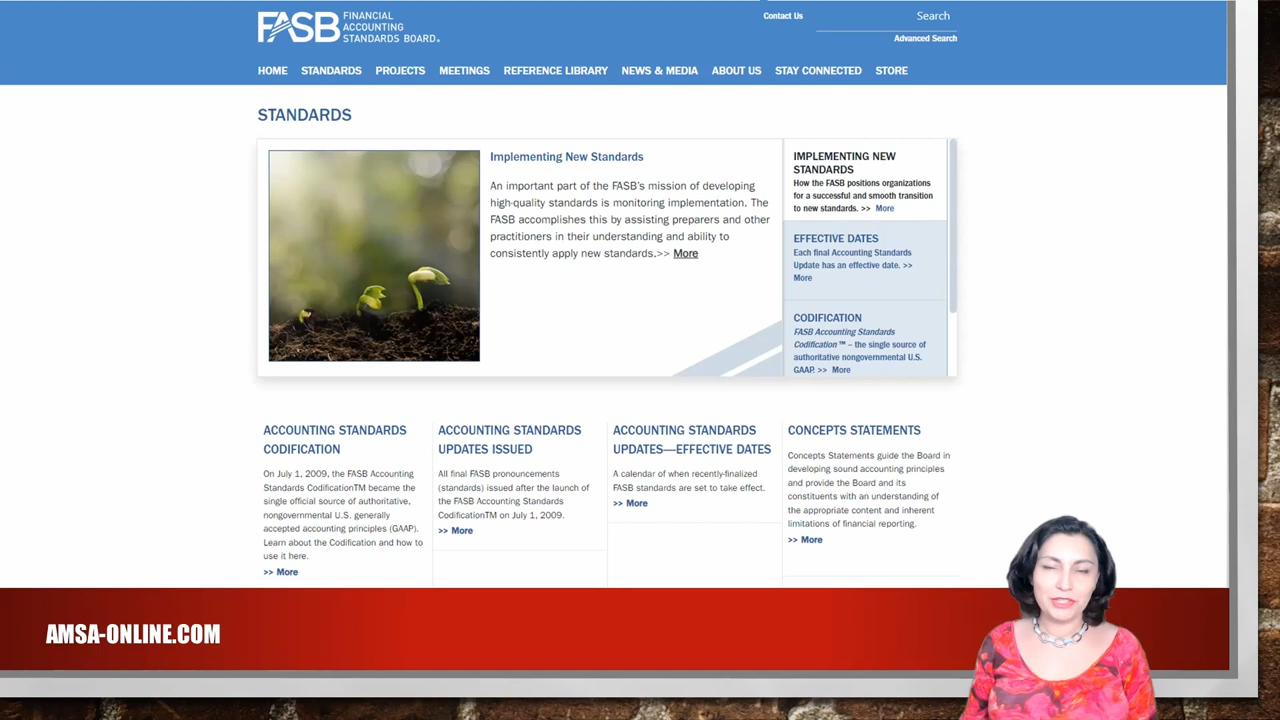 FASB FINANCIAL
ACCOUNTING
STANDARDS BOARD®
Contact Us
Search
Advanced Search
HOME STANDARDS PROJECTS MEETINGS REFERENCE LIBRARY NEWS & MEDIA ABOUT US STAY CONNECTED STORE
STANDARDS
Implementing New Standards
An important part of the FASB's mission of developing
high-quality standards is monitoring implementation. The
FASB accomplishes this by assisting preparers and other
practitioners in their understanding and ability to
consistently apply new standards.>> More
IMPLEMENTING NEW
STANDARDS
How the FASB positions organizations
for a successful and smooth transition
to new standards. >> More
EFFECTIVE DATES
Each final Accounting Standards
Update has an effective date. >>
More
CODIFICATION
FASB Accounting Standards
Codification™ – the single source of
authoritative nongovernmental U.S.
GAAP. >> More
ACCOUNTING STANDARDS
CODIFICATION
On July 1, 2009, the FASB Accounting
Standards CodificationTM became the
single official source of authoritative,
nongovernmental U.S. generally
accepted accounting principles (GAAP).
Learn about the Codification and how to
use it here.
>> More
ACCOUNTING STANDARDS
UPDATES ISSUED
All final FASB pronouncements
(standards) issued after the launch of
the FASB Accounting Standards
CodificationTM on July 1, 2009.
>> More
ACCOUNTING STANDARDS
UPDATES—EFFECTIVE DATES
A calendar of when recently-finalized
FASB standards are set to take effect.
>> More
CONCEPTS STATEMENTS
Concepts Statements guide the Board in
developing sound accounting principles
and provide the Board and its
constituents with an understanding of
the appropriate content and inherent
limitations of financial reporting.
>> More
AMSA-ONLINE.COM